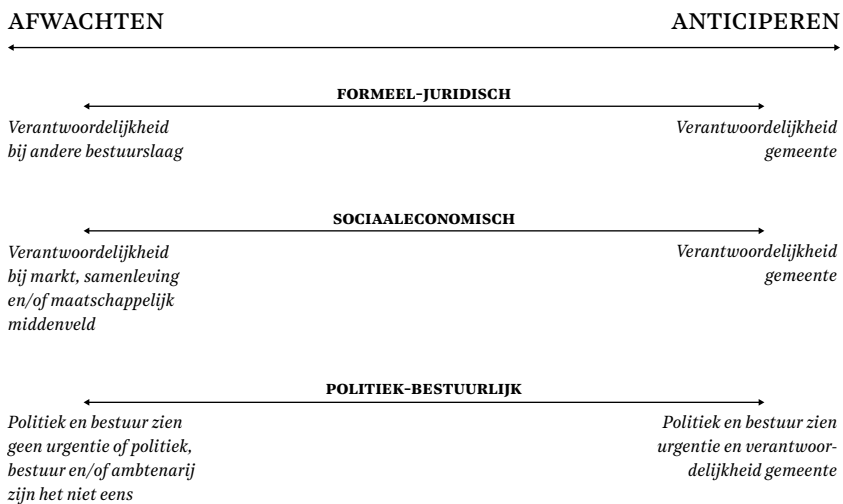 AFWACHTEN
ANTICIPEREN
FORMEEL-JURIDISCH
Verantwoordelijkheid
bij andere bestuurslaag
Verantwoordelijkheid
gemeente
SOCIAALECONOMISCH
Verantwoordelijkheid
bij markt, samenleving
en/of maatschappelijk
middenveld
Verantwoordelijkheid
gemeente
POLITIEK-BESTUURLIJK
Politiek en bestuur zien
geen urgentie of politiek,
bestuur en/of ambtenarij
zijn het niet eens
Politiek en bestuur zien
urgentie en verantwoor-
delijkheid gemeente